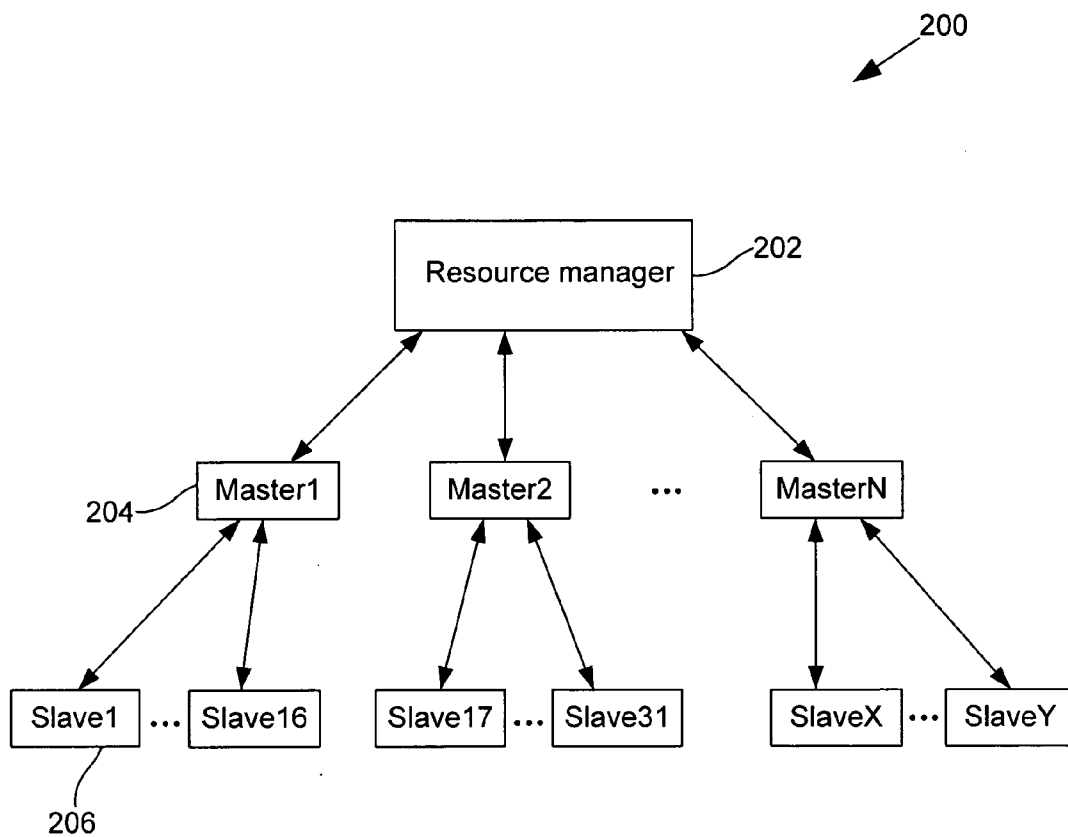 200
Resource manager
202
Master1
Master2
...
MasterN
204
Slave1
...
Slave16
Slave17
...
Slave31
SlaveX
...
SlaveY
206